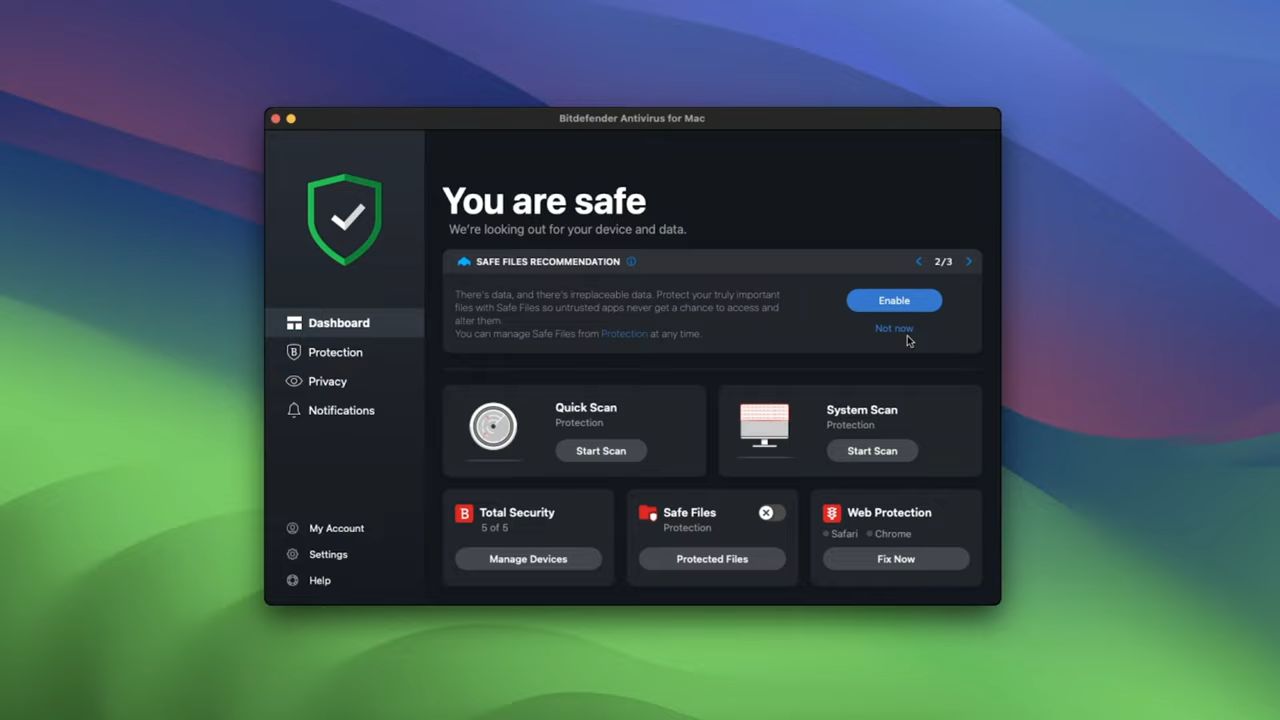 Bitdefender Antivirus for Mac
You are safe
We're looking out for your device and data.
SAFE FILES RECOMMENDATION
2/3
There's data, and there's irreplaceable data. Protect your truly important
files with Safe Files so untrusted apps never get a chance to access and
alter them.
You can manage Safe Files from Protection at any time.
Enable
Not now
Dashboard
Protection
Privacy
Notifications
My Account
Settings
Help
Quick Scan
Protection
Start Scan
System Scan
Protection
Start Scan
Total Security
5 of 5
Manage Devices
Safe Files
Protection
Protected Files
Web Protection
Safari Chrome
Fix Now